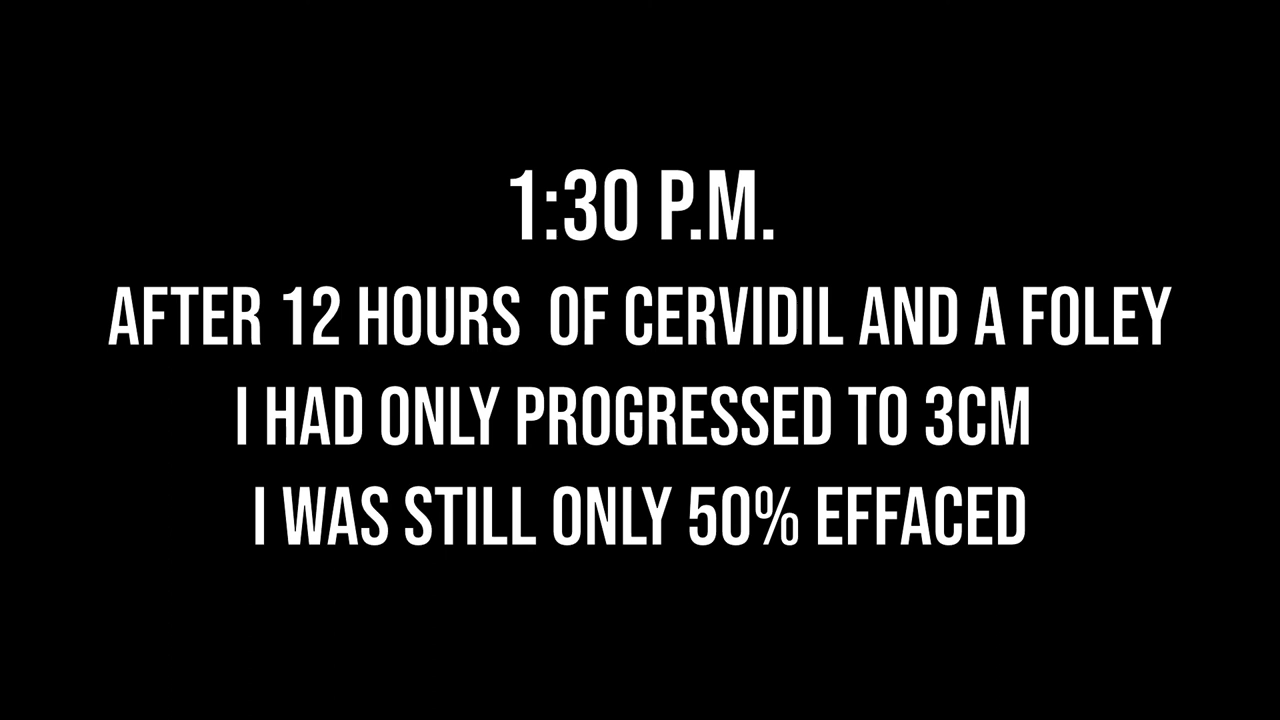 1:30 P.M.
AFTER 12 HOURS  OF CERVIDIL AND A FOLEY
I HAD ONLY PROGRESSED TO 3CM
I WAS STILL ONLY 50% EFFACED